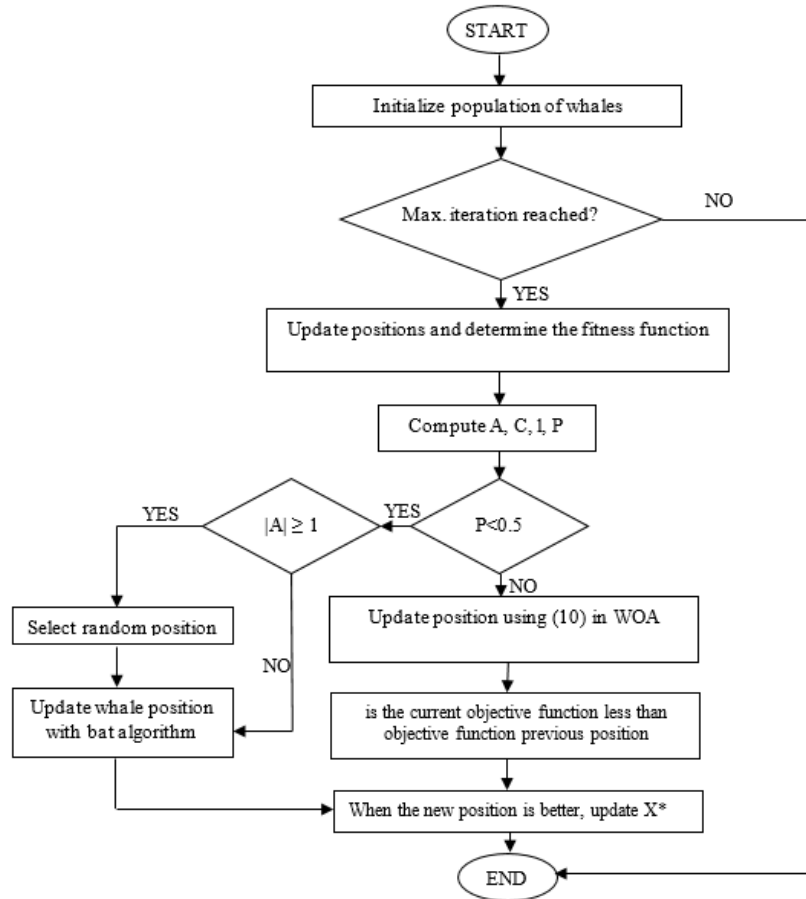 START
Initialize population of whales
Max. iteration reached?
NO
YES
Update positions and determine the fitness function
Compute A, C, l, P
YES
|A| ≥ 1
YES
P<0.5
NO
Select random position
Update position using (10) in WOA
NO
Update whale position
with bat algorithm
is the current objective function less than
objective function previous position
When the new position is better, update X*
END